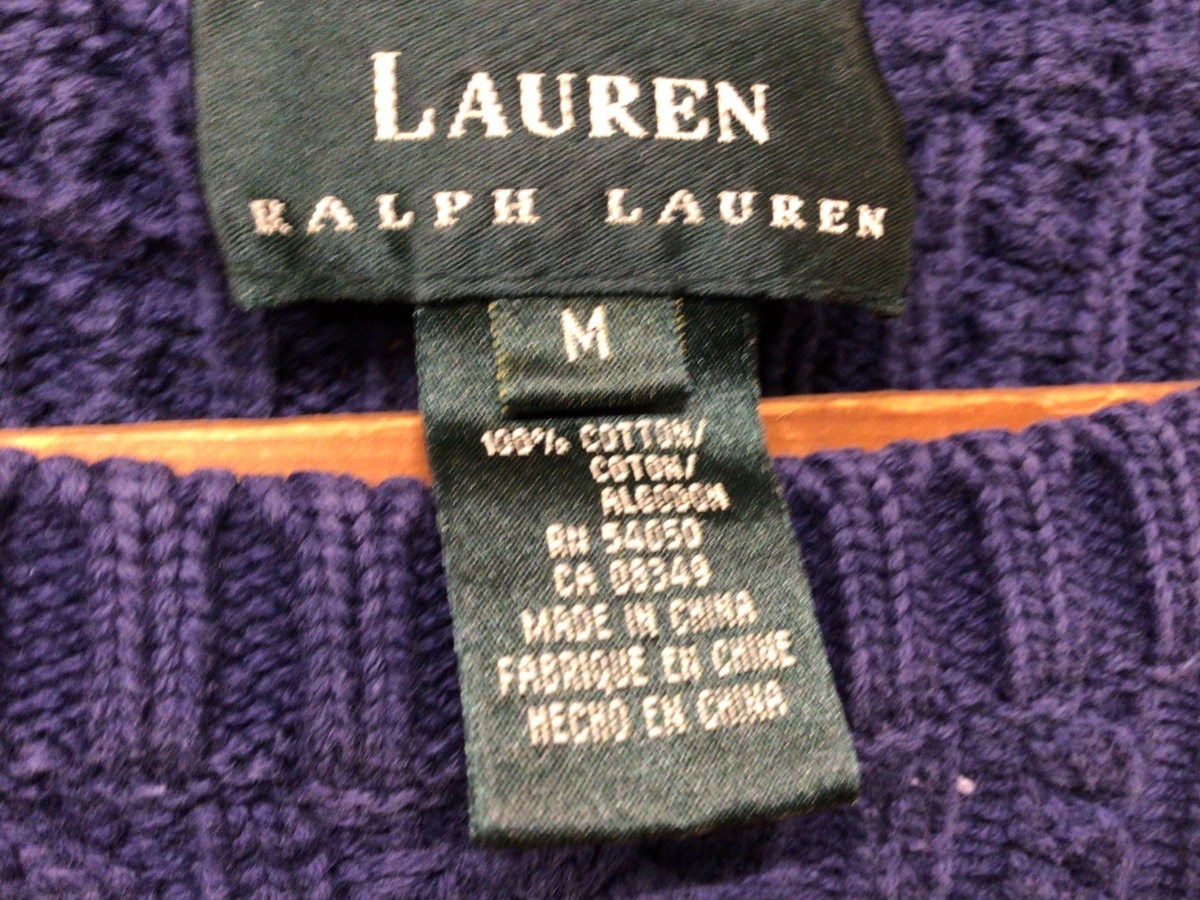 LAUREN
RALPH LAUREN
M
100% COTTON/
COTON/
ALGODON
RN 54050
CA 08349
MADE IN CHINA
FABRIQUE EN CHINE
HECHO EN CHINA